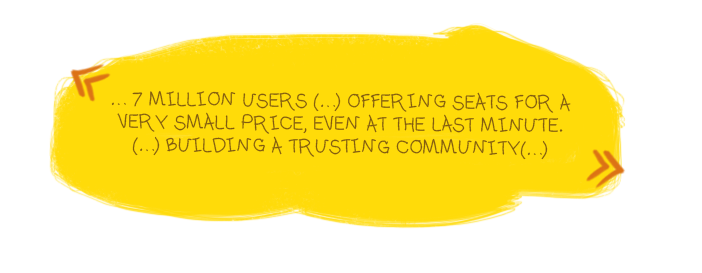 « ... 7 MILLION USERS (...) OFFERING SEATS FOR A
VERY SMALL PRICE, EVEN AT THE LAST MINUTE.
(...) BUILDING A TRUSTING COMMUNITY(...) »